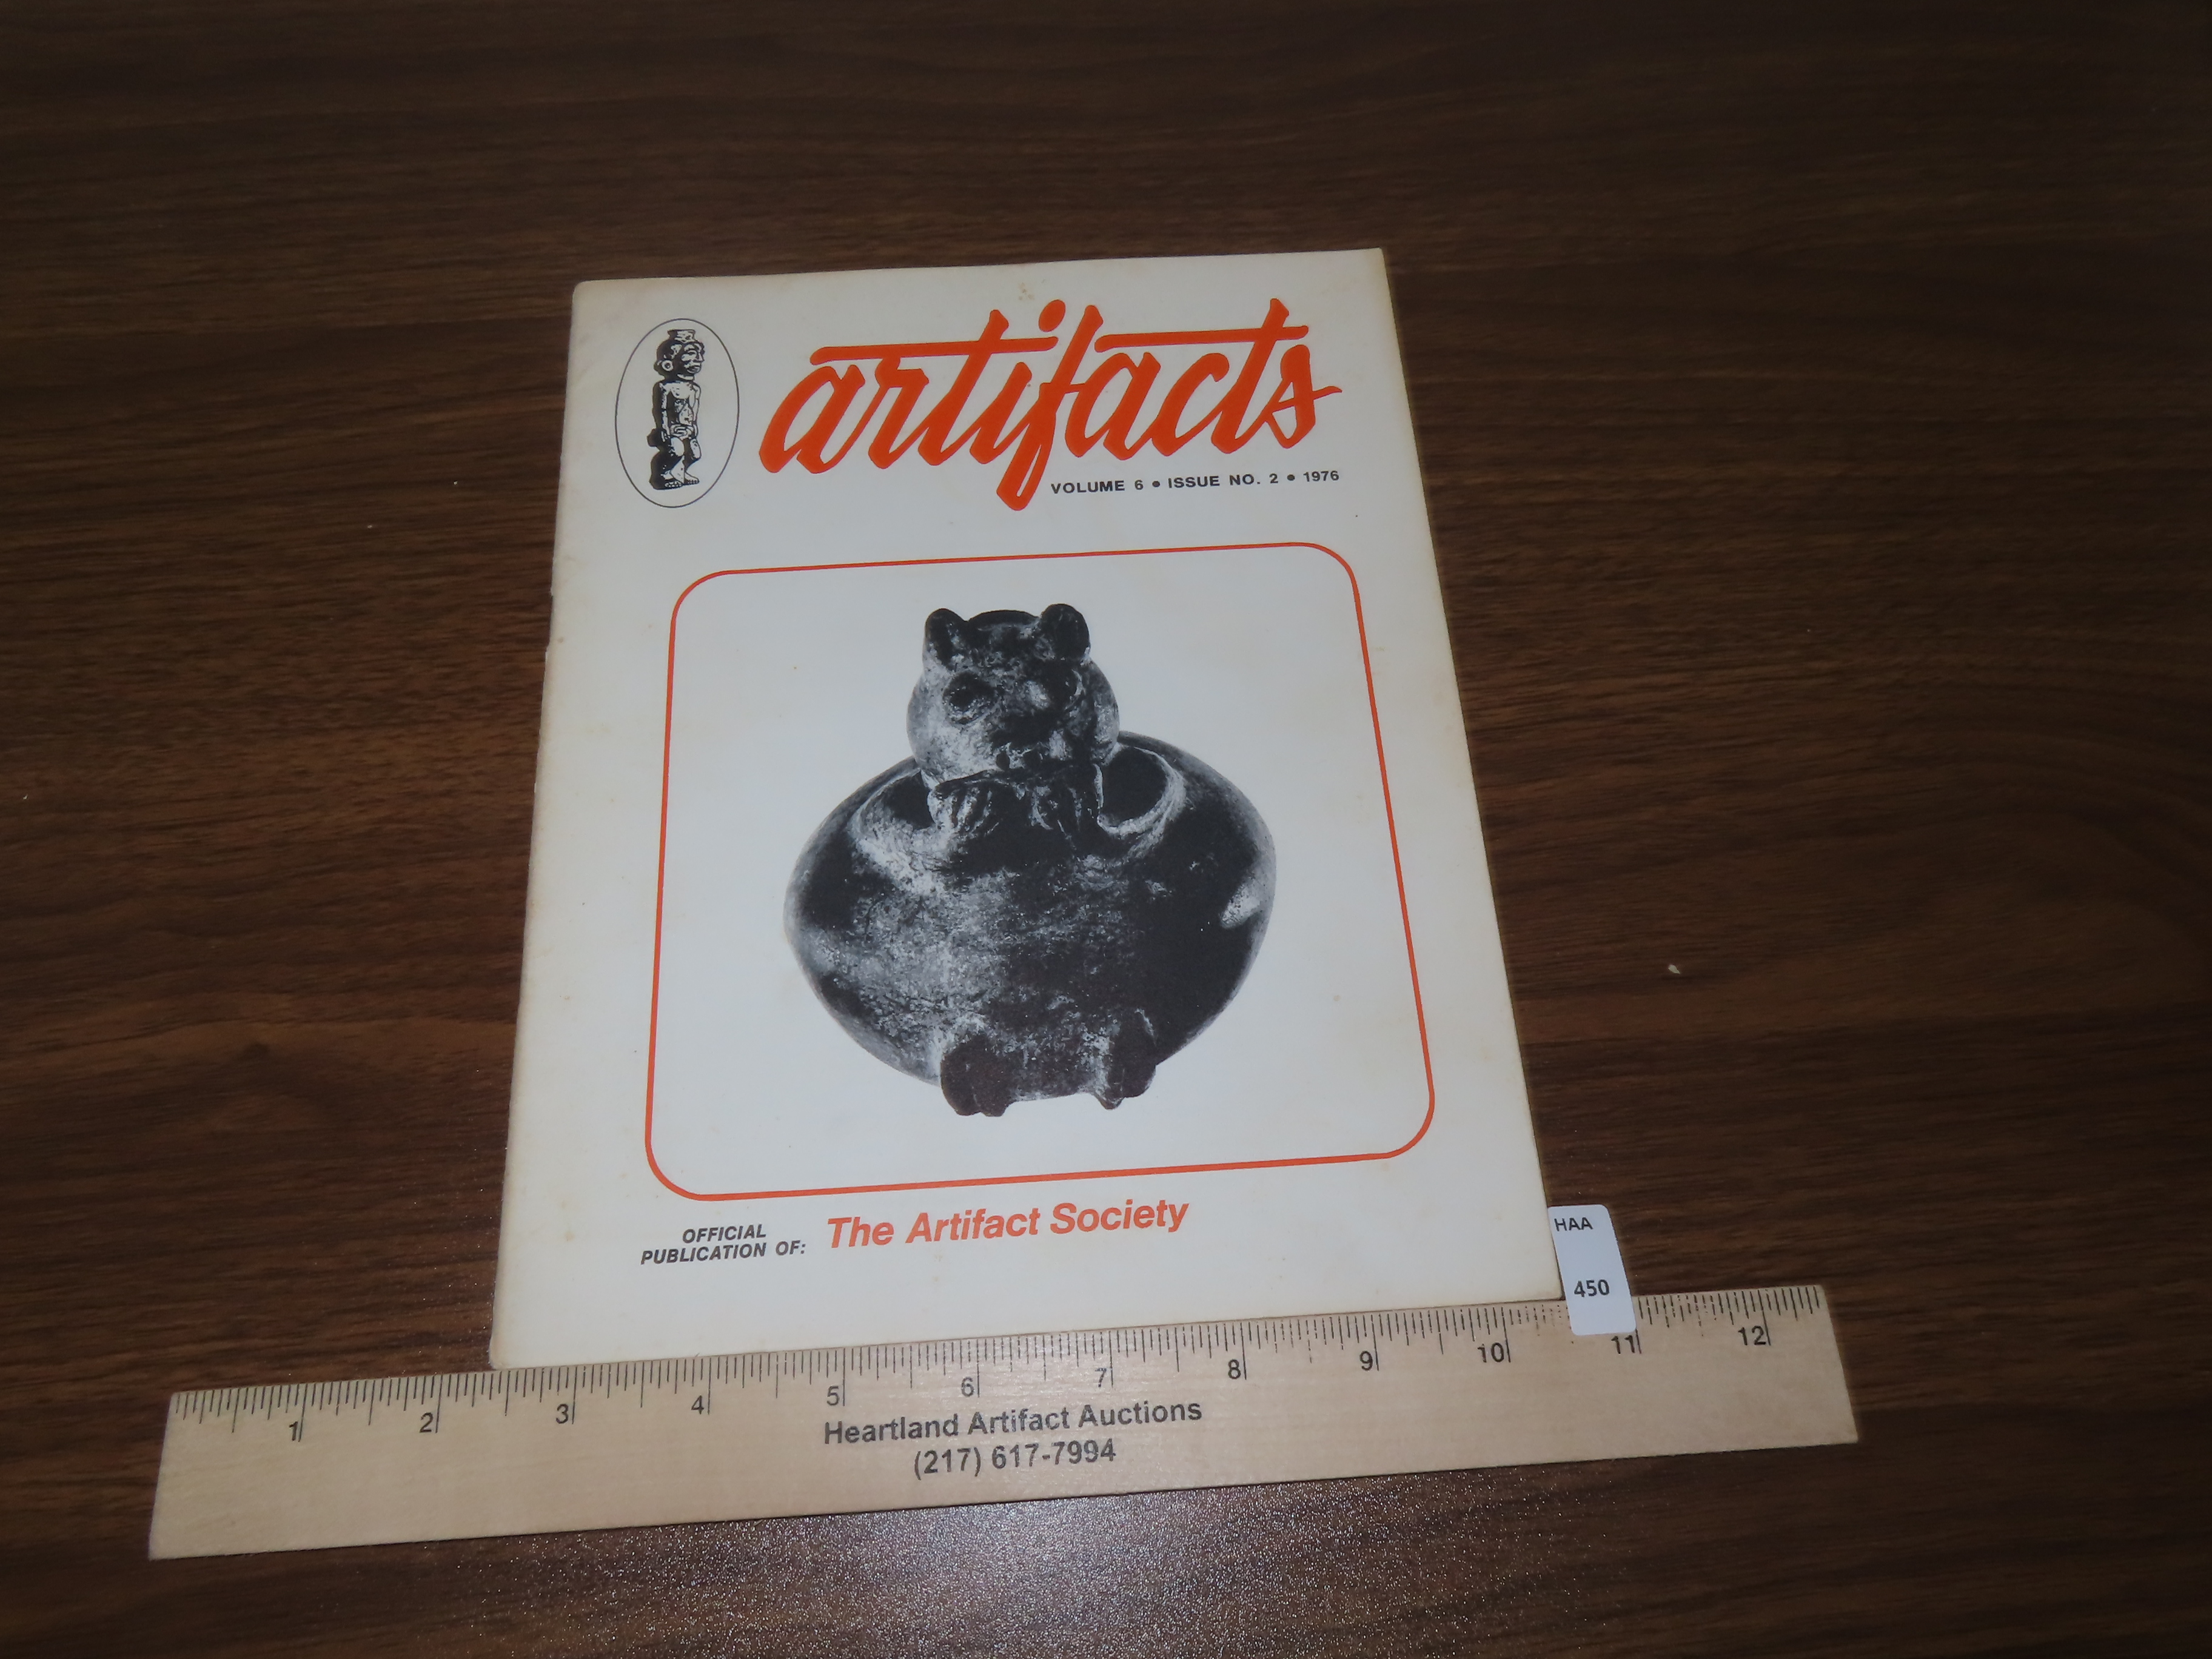 artifacts
VOLUME 6 • ISSUE NO. 2 • 1976
OFFICIAL
PUBLICATION OF: The Artifact Society
HAA
450
1 2 3 4 5 6 7 8 9 10 11 12
Heartland Artifact Auctions
(217) 617-7994